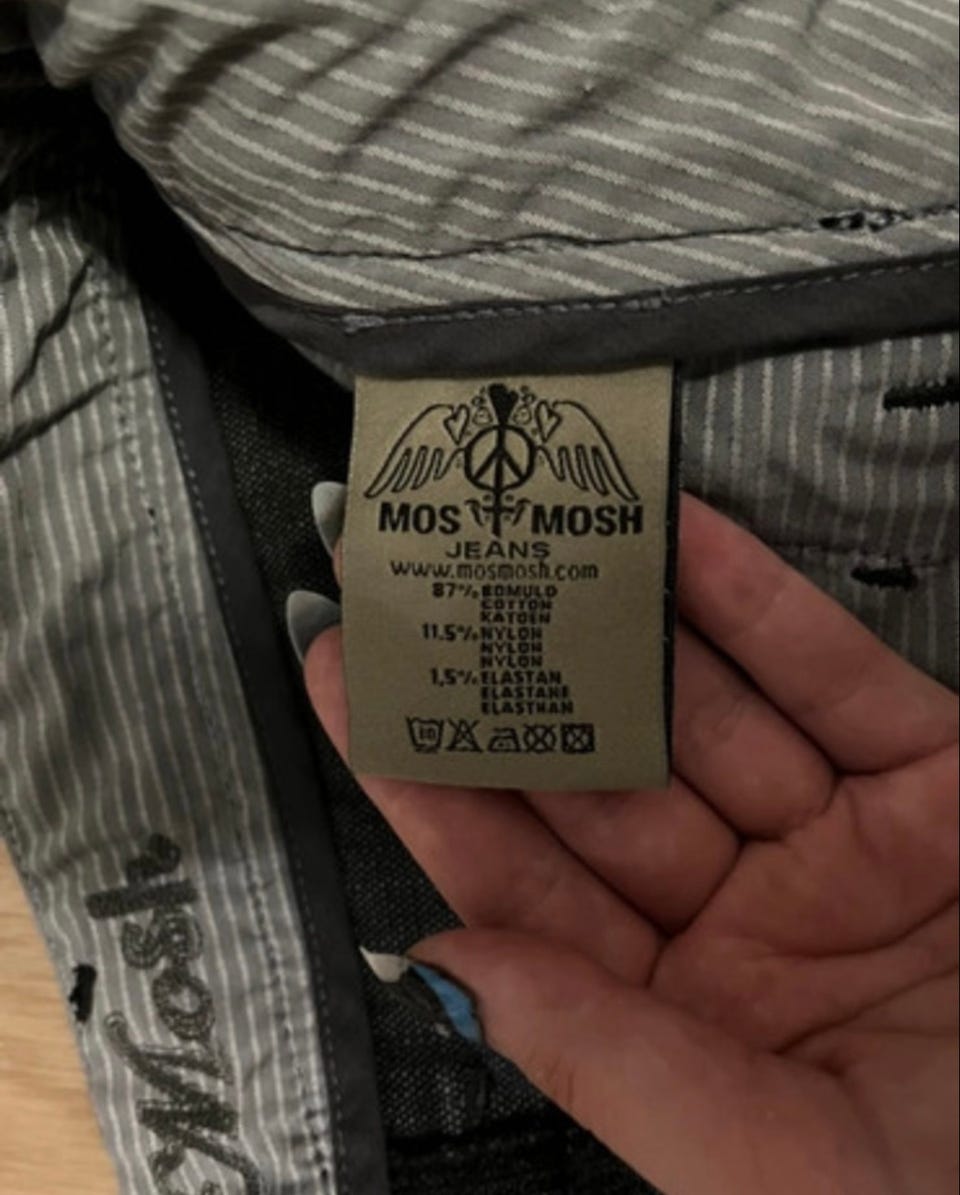 MOS MOSH
JEANS
www.mosmosh.com
87% BOMULD
COTTON
KATOEN
11.5% NYLON
NYLON
NYLON
1,5% ELASTAN
ELASTANE
ELASTHAN
Mosh